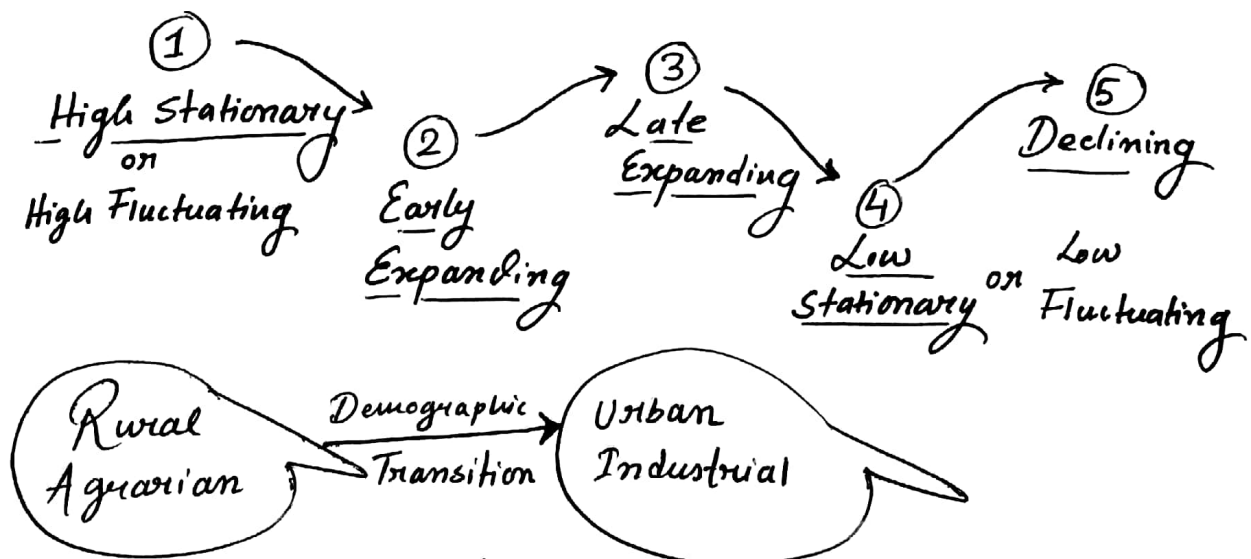 1
High Stationary
or
High Fluctuating
2
Early
Expanding
3
Late
Expanding
4
Low
Stationary or Low Fluctuating
5
Declining
Rural
Agrarian
Demographic
Transition
Urban
Industrial